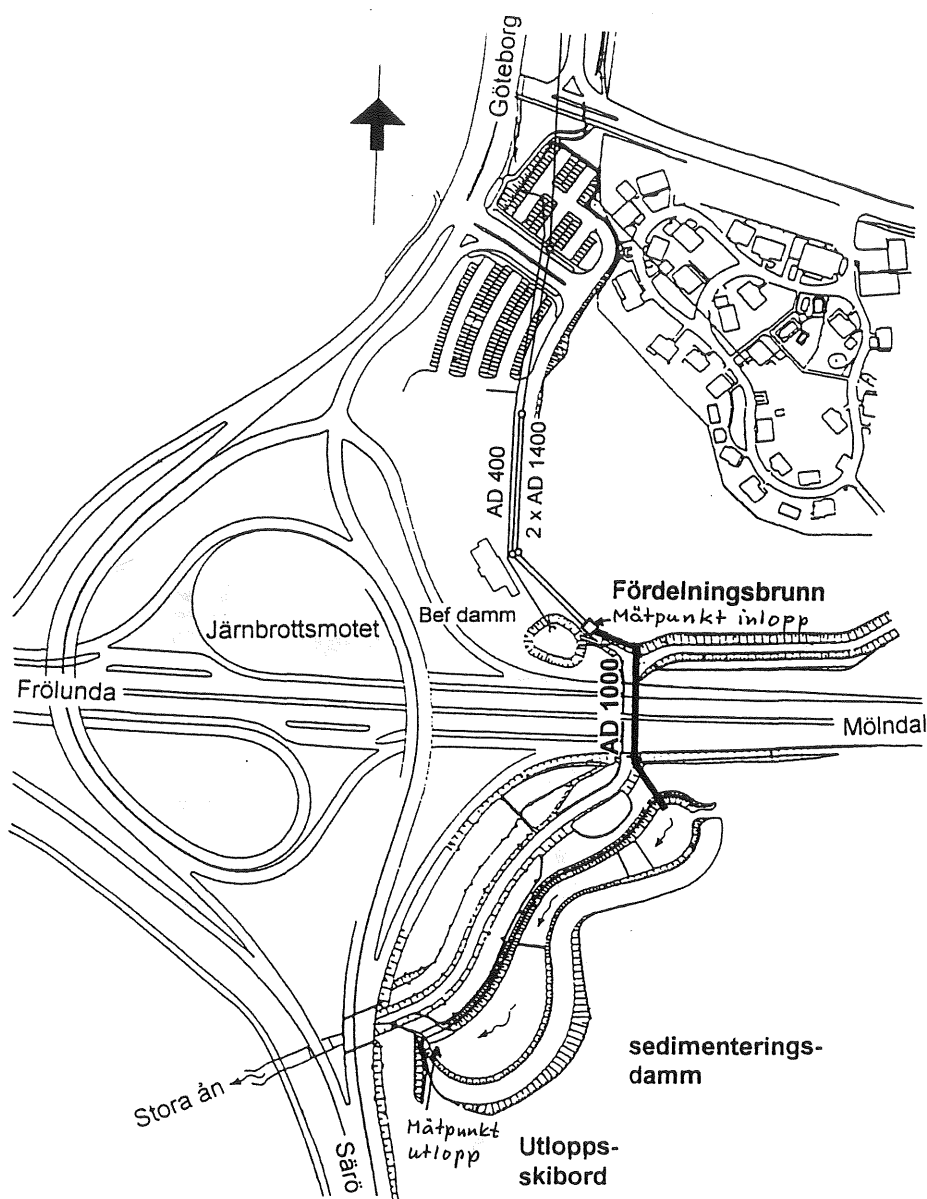 Göteborg
AD 400
2 x AD 1400
Fördelningsbrunn
Mätpunkt inlopp
Bef damm
Järnbrottsmotet
Frölunda
AD 1000
Mölndal
sedimenterings-
damm
Stora ån
Mätpunkt
utlopp
Utlopps-
skibord
Särö